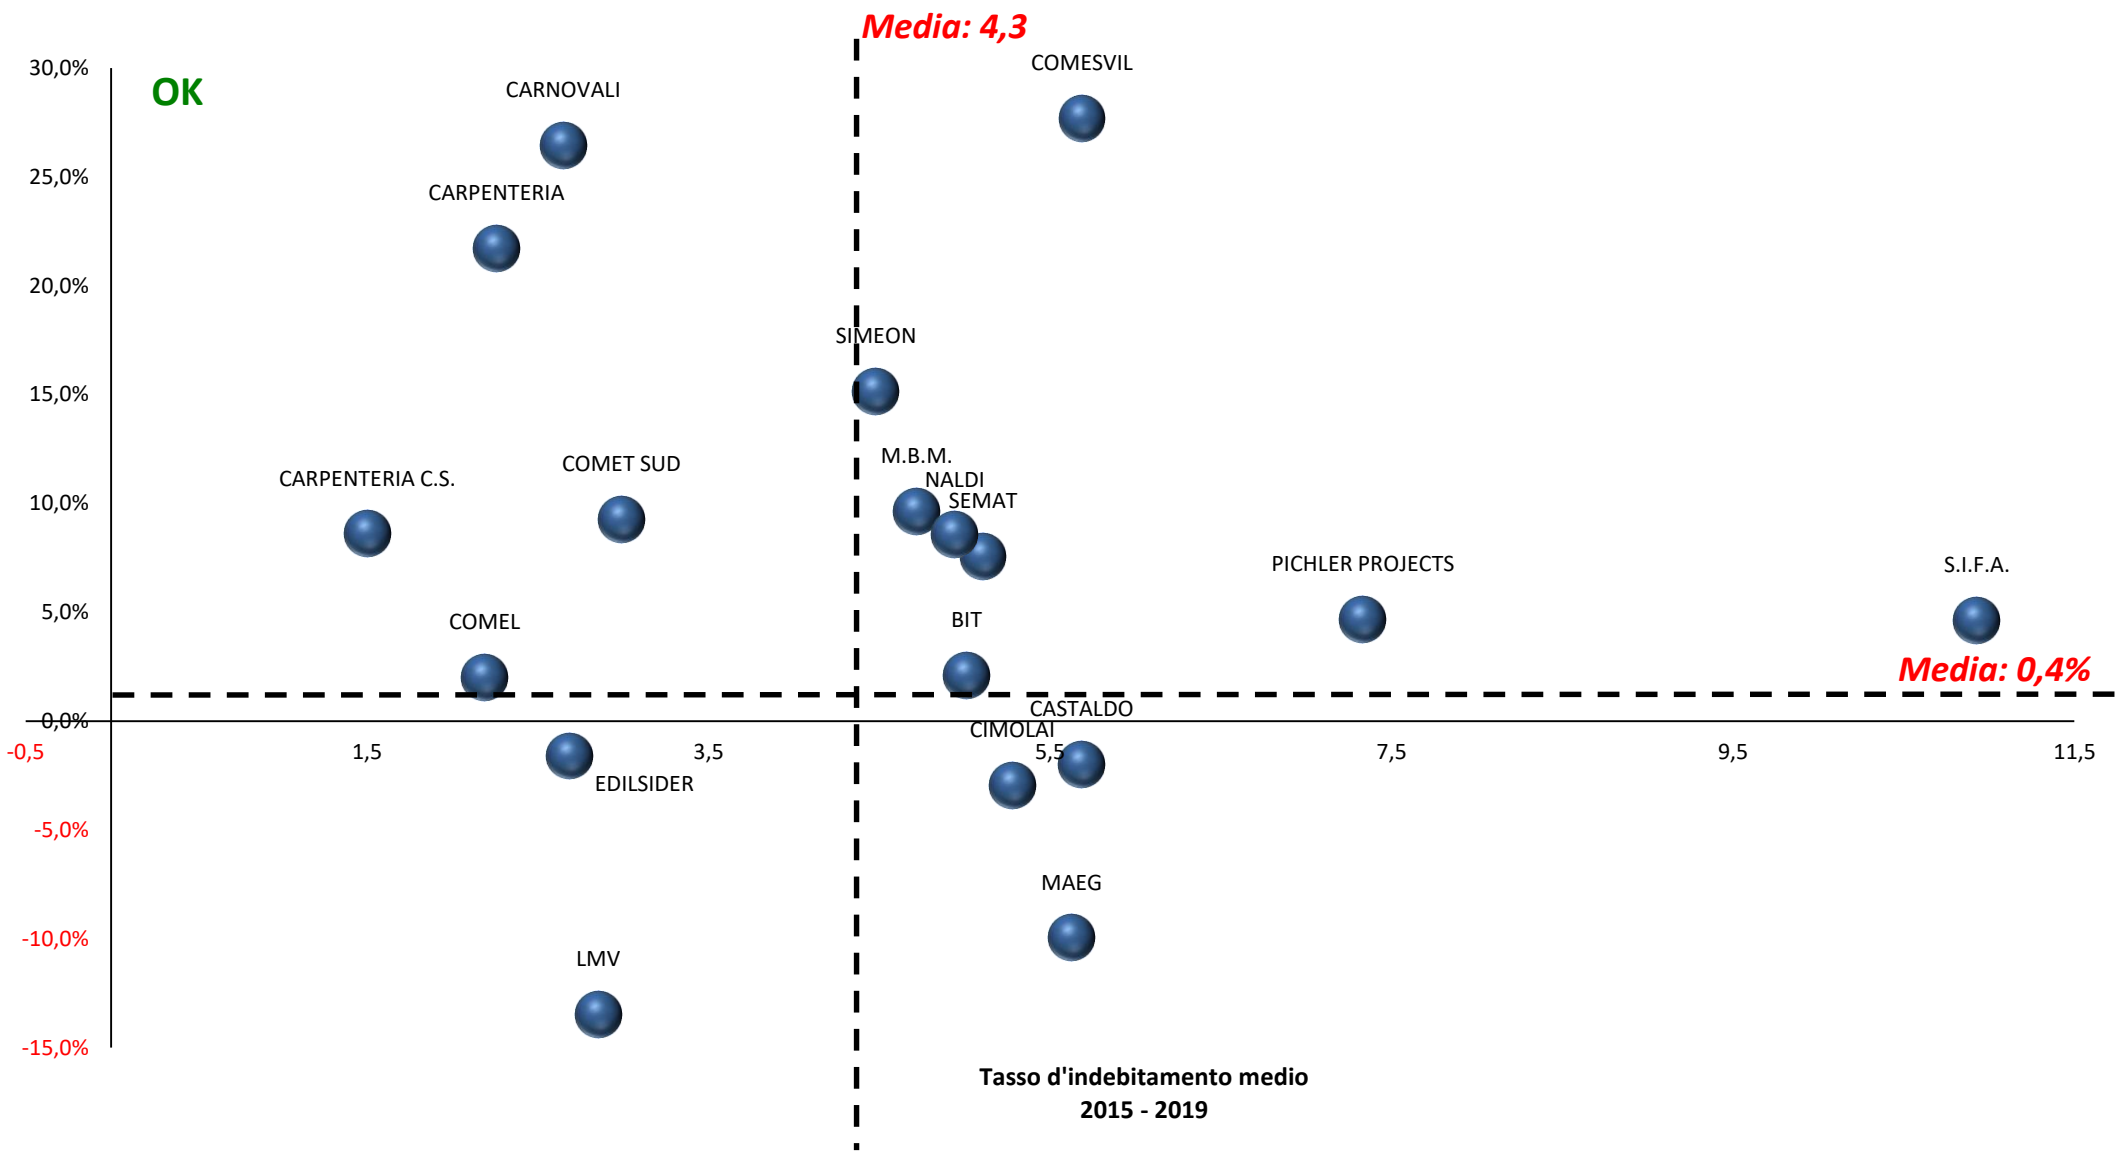 Media: 4,3
COMESVIL
30,0%
OK
CARNOVALI
25,0%
CARPENTERIA
20,0%
SIMEON
15,0%
M.B.M.
COMET SUD
CARPENTERIA C.S.
NALDI
SEMAT
10,0%
PICHLER PROJECTS
S.I.F.A.
5,0%
COMEL
BIT
Media: 0,4%
CASTALDO
0,0%
CIMOLAI
-0,5
1,5
3,5
5,5
7,5
9,5
11,5
EDILSIDER
-5,0%
MAEG
-10,0%
LMV
-15,0%
Tasso d'indebitamento medio
2015 - 2019